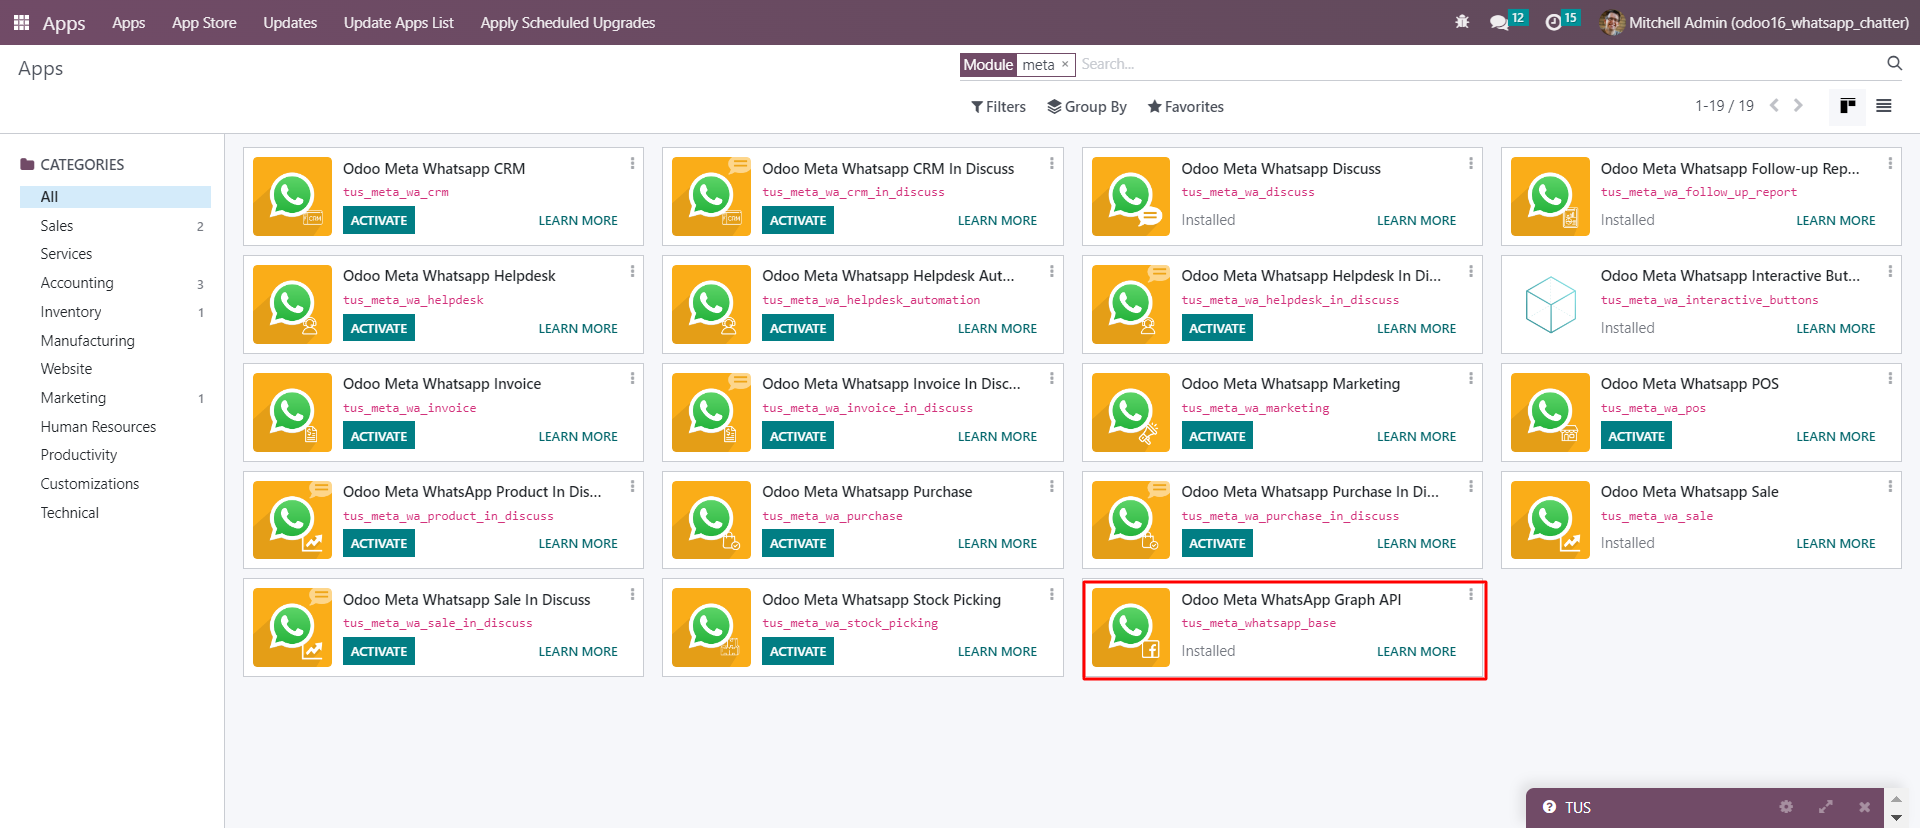 Apps Apps App Store Updates Update Apps List Apply Scheduled Upgrades 12 15 Mitchell Admin (odoo16_whatsapp_chatter)
Apps
Module meta × Search...
Filters Group By Favorites 1-19 / 19
CATEGORIES
All
Sales 2
Services
Accounting 3
Inventory 1
Manufacturing
Website
Marketing 1
Human Resources
Productivity
Customizations
Technical
Odoo Meta Whatsapp CRM
tus_meta_wa_crm
ACTIVATE LEARN MORE
Odoo Meta Whatsapp CRM In Discuss
tus_meta_wa_crm_in_discuss
ACTIVATE LEARN MORE
Odoo Meta Whatsapp Discuss
tus_meta_wa_discuss
Installed LEARN MORE
Odoo Meta Whatsapp Follow-up Rep...
tus_meta_wa_follow_up_report
Installed LEARN MORE
Odoo Meta Whatsapp Helpdesk
tus_meta_wa_helpdesk
ACTIVATE LEARN MORE
Odoo Meta Whatsapp Helpdesk Aut...
tus_meta_wa_helpdesk_automation
ACTIVATE LEARN MORE
Odoo Meta Whatsapp Helpdesk In Di...
tus_meta_wa_helpdesk_in_discuss
ACTIVATE LEARN MORE
Odoo Meta Whatsapp Interactive But...
tus_meta_wa_interactive_buttons
Installed LEARN MORE
Odoo Meta Whatsapp Invoice
tus_meta_wa_invoice
ACTIVATE LEARN MORE
Odoo Meta Whatsapp Invoice In Disc...
tus_meta_wa_invoice_in_discuss
ACTIVATE LEARN MORE
Odoo Meta Whatsapp Marketing
tus_meta_wa_marketing
ACTIVATE LEARN MORE
Odoo Meta Whatsapp POS
tus_meta_wa_pos
ACTIVATE LEARN MORE
Odoo Meta WhatsApp Product In Dis...
tus_meta_wa_product_in_discuss
ACTIVATE LEARN MORE
Odoo Meta Whatsapp Purchase
tus_meta_wa_purchase
ACTIVATE LEARN MORE
Odoo Meta Whatsapp Purchase In Di...
tus_meta_wa_purchase_in_discuss
ACTIVATE LEARN MORE
Odoo Meta Whatsapp Sale
tus_meta_wa_sale
Installed LEARN MORE
Odoo Meta Whatsapp Sale In Discuss
tus_meta_wa_sale_in_discuss
ACTIVATE LEARN MORE
Odoo Meta Whatsapp Stock Picking
tus_meta_wa_stock_picking
ACTIVATE LEARN MORE
Odoo Meta WhatsApp Graph API
tus_meta_whatsapp_base
Installed LEARN MORE
TUS